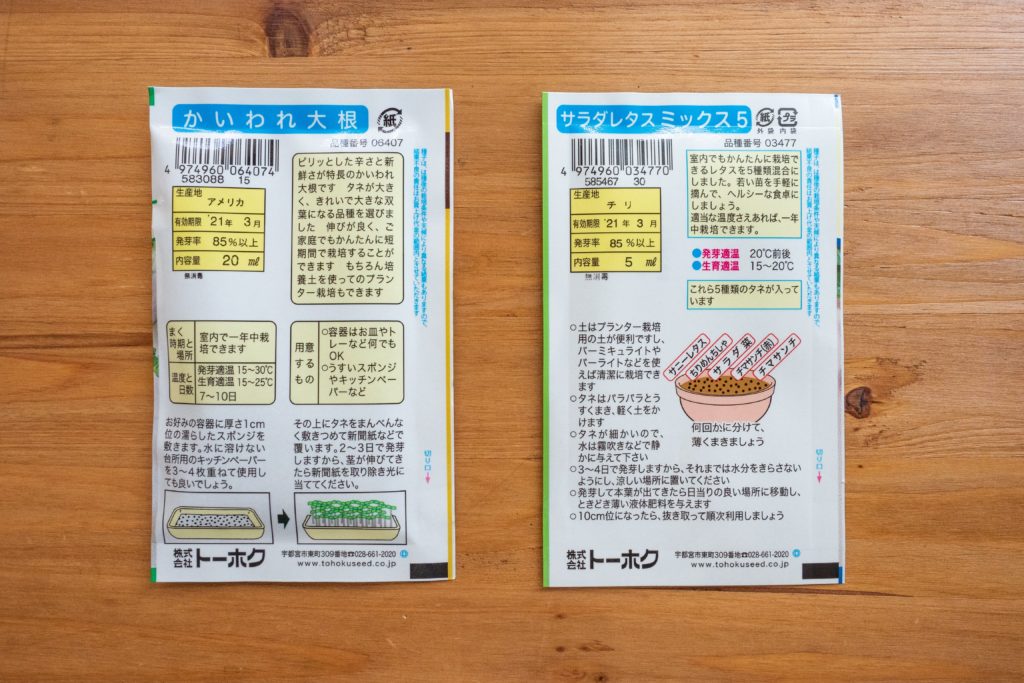 かいわれ大根
紙
品種番号 06407
4 974960 064074
583088 15
生産地
アメリカ
有効期限 '21年 3月
発芽率 85%以上
内容量 20 ml
無消毒
ピリッとした辛さと新
鮮さが特長のかいわれ
大根です タネが大き
く、きれいで大きな双
葉になる品種を選びま
した 伸びが良く、ご
家庭でもかんたんに短
期間で栽培することが
できます もちろん培
養土を使ってのプラン
ター栽培もできます
まく
時期と
場所
室内で一年中栽
培できます
温度と
日数
発芽適温 15~30℃
生育適温 15~25℃
7~10日
用意
する
もの
○容器はお皿やト
レーなど何でも
OK
○うすいスポンジ
やキッチンペー
パーなど
お好みの容器に厚さ1cm
位の濡らしたスポンジを
敷きます。水に溶けない
台所用のキッチンペーパー
を3~4枚重ねて使用し
ても良いでしょう。
その上にタネをまんべんな
く敷きつめて新聞紙などで
覆います。2~3日で発芽
しますから、茎が伸びてき
たら新聞紙を取り除き光に
当ててください。
切り口
株式
会社
トーホク
宇都宮市東町309番地☎028-661-2020
www.tohokuseed.co.jp
サラダレタスミックス5
紙
外袋
プラ
内袋
品種番号 03477
4 974960 034770
585467 30
生産地
チリ
有効期限 '21年 3月
発芽率 85%以上
内容量 5 ml
無消毒
室内でもかんたんに栽培で
きるレタスを5種類混合に
しました。若い苗を手軽に
摘んで、ヘルシーな食卓に
しましょう。
適当な温度さえあれば、一年
中栽培できます。
●発芽適温 20℃前後
●生育適温 15~20℃
これら5種類のタネが入って
います
サニーレタス
ちりめんちしゃ
サラダ菜
チマサンチ(赤)
チマサンチ
何回かに分けて、
薄くまきましょう
○土はプランター栽培
用の土が便利ですし、
バーミキュライトや
パーライトなどを使
えば清潔に栽培でき
ます
○タネはパラパラとう
すくまき、軽く土をか
けます
○タネが細かいので、
水は霧吹きなどで静
かに与えて下さい
○3~4日で発芽しますから、それまでは水分をきらさない
ようにし、涼しい場所に置いてください
○発芽して本葉が出てきたら日当りの良い場所に移動し、
ときどき薄い液体肥料を与えます
○10cm位になったら、抜き取って順次利用しましょう
切り口
株式
会社
トーホク
宇都宮市東町309番地☎028-661-2020
www.tohokuseed.co.jp